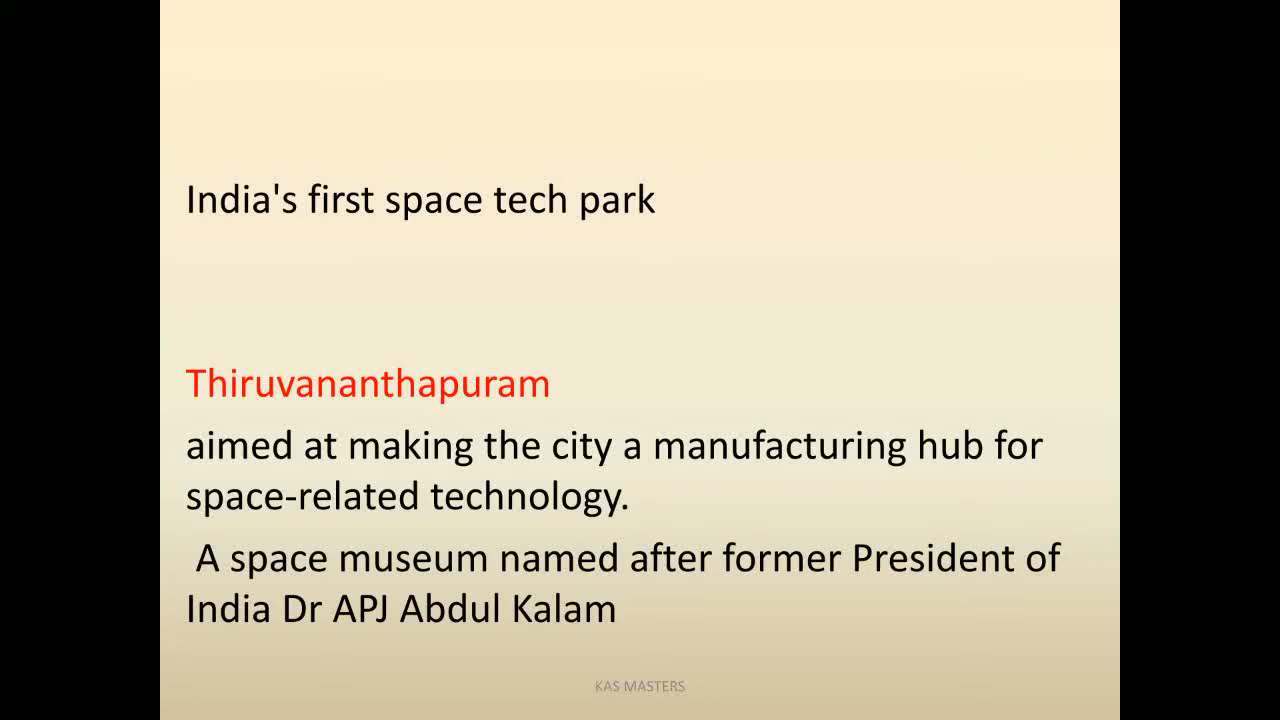 India's first space tech park
Thiruvananthapuram
aimed at making the city a manufacturing hub for
space-related technology.
A space museum named after former President of
India Dr APJ Abdul Kalam
KAS MASTERS